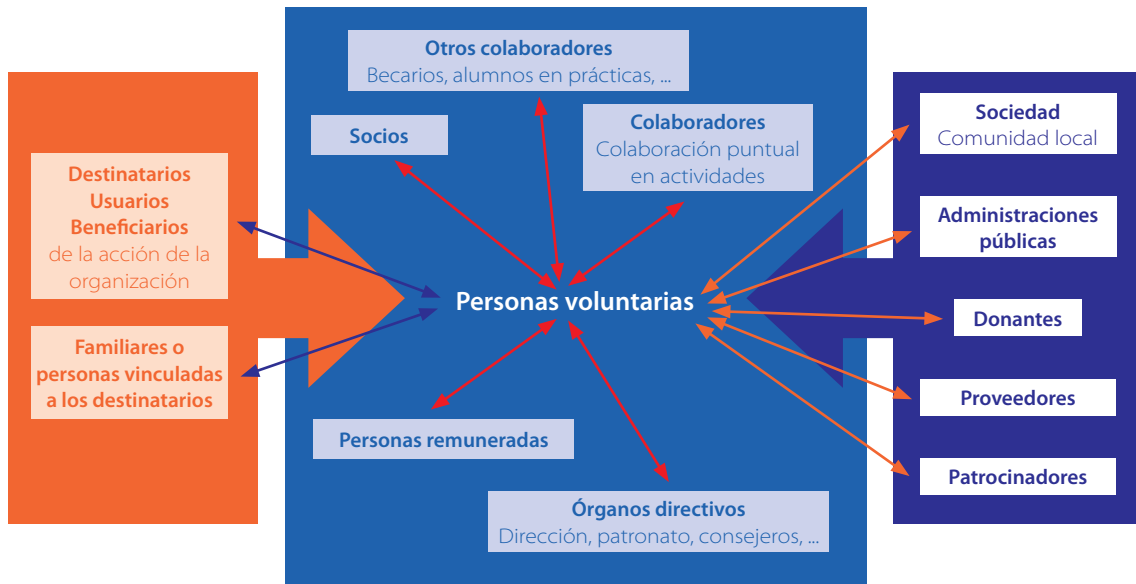 Destinatarios
Usuarios
Beneficiarios
de la acción de la
organización
Familiares o
personas vinculadas
a los destinatarios
Otros colaboradores
Becarios, alumnos en prácticas, ...
Socios
Colaboradores
Colaboración puntual
en actividades
Personas voluntarias
Personas remuneradas
Órganos directivos
Dirección, patronato, consejeros, ...
Sociedad
Comunidad local
Administraciones
públicas
Donantes
Proveedores
Patrocinadores